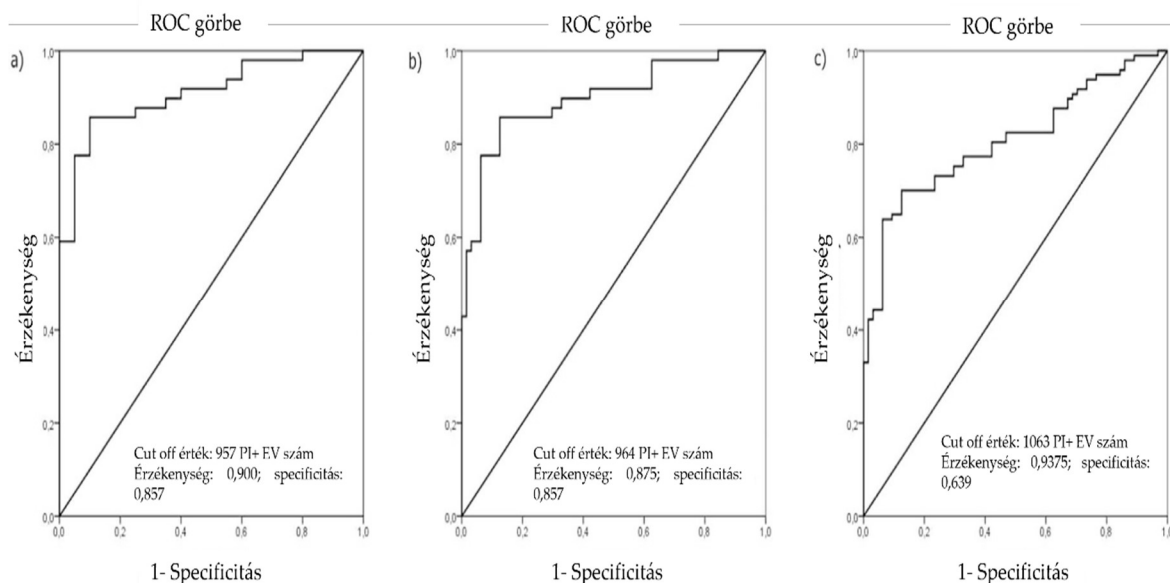 ROC görbe
a)
1,0
0,8
0,6
0,4
0,2
0,0
Érzékenység
Cut off érték: 957 PI+ EV szám
Érzékenység: 0,900; specificitás:
0,857
0,0 0,2 0,4 0,6 0,8 1,0
1- Specificitás
ROC görbe
b)
1,0
0,8
0,6
0,4
0,2
0,0
Érzékenység
Cut off érték: 964 PI+ EV szám
Érzékenység: 0,875; specificitás:
0,857
0,0 0,2 0,4 0,6 0,8 1,0
1- Specificitás
ROC görbe
c)
1,0
0,8
0,6
0,4
0,2
0,0
Érzékenység
Cut off érték: 1063 PI+ EV szám
Érzékenység: 0,9375; specificitás:
0,639
0,0 0,2 0,4 0,6 0,8 1,0
1- Specificitás